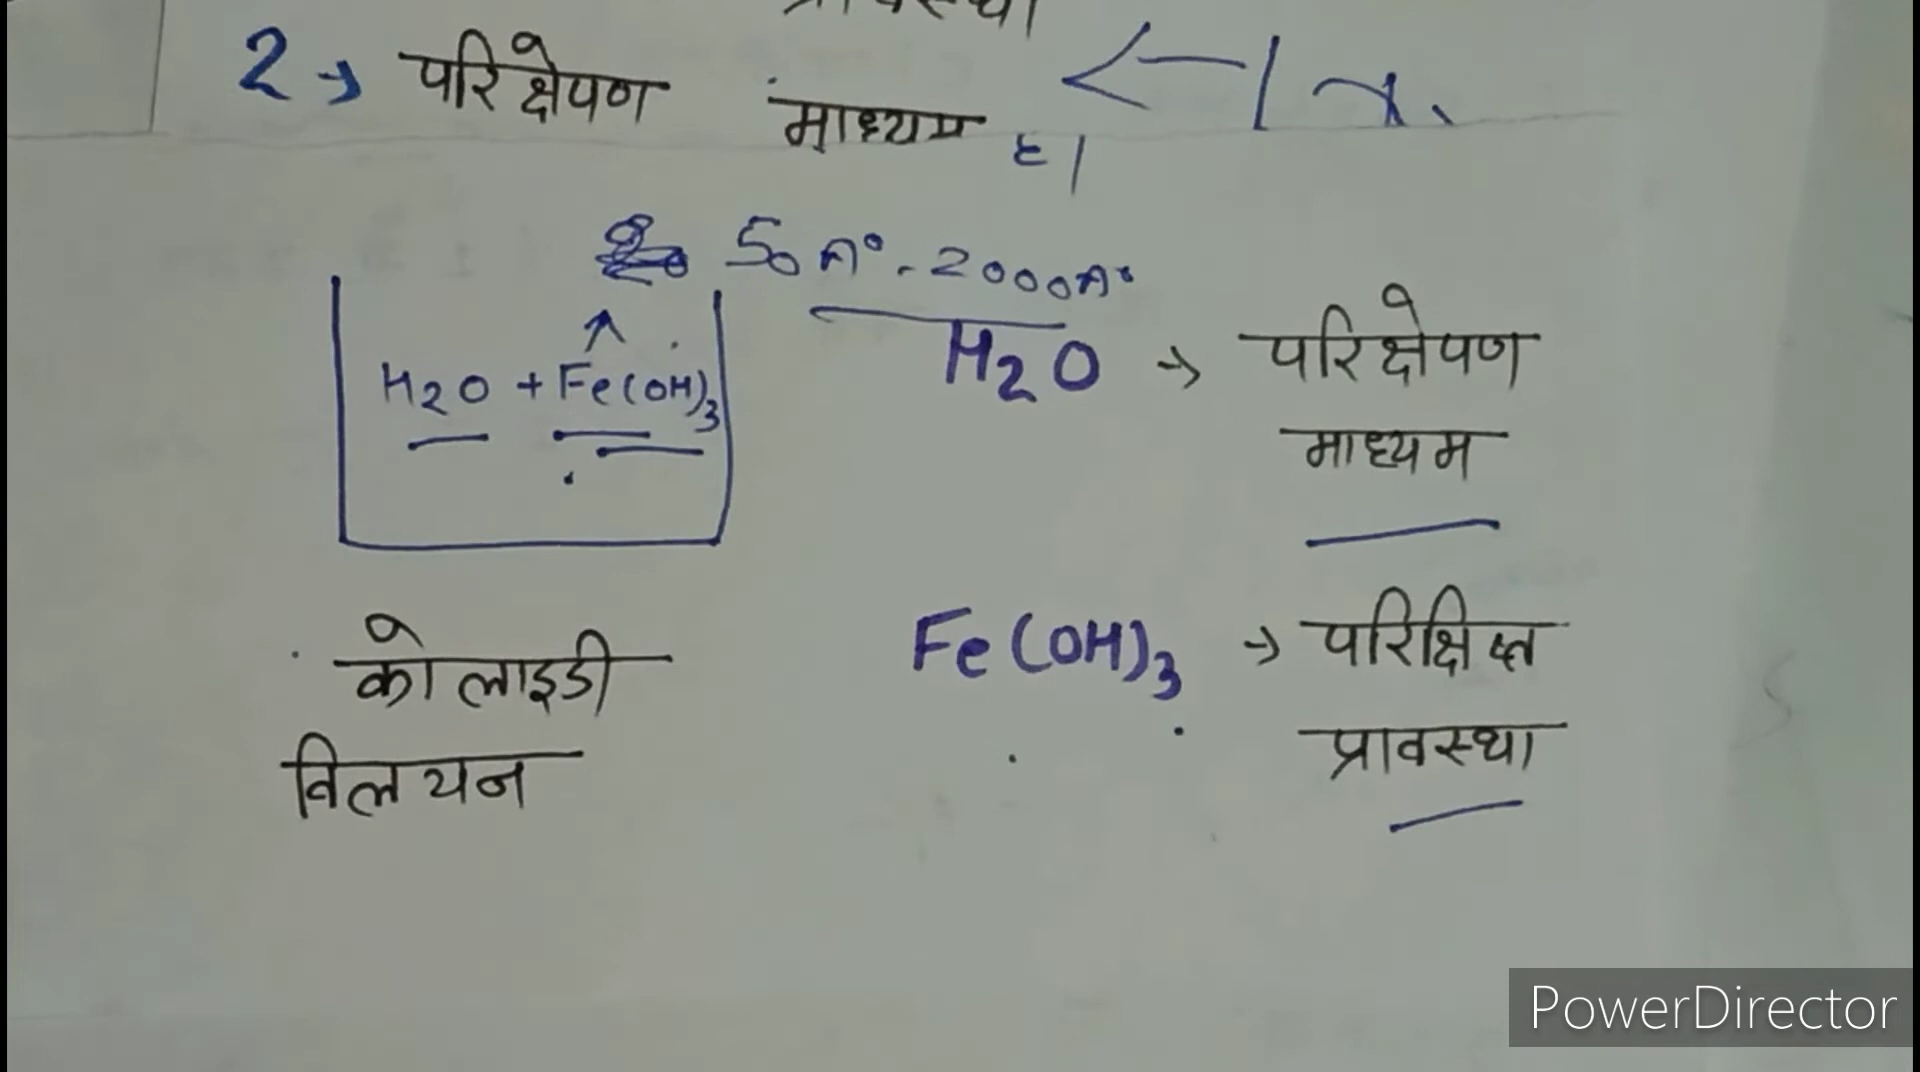 2 → परिक्षेपण माध्यम
50 A° - 2000A°
H2O + Fe(OH)3
H2O → परिक्षेपण
माध्यम
कोलाइडी
विलयन
Fe(OH)3 → परिक्षिप्त
प्रावस्था
PowerDirector